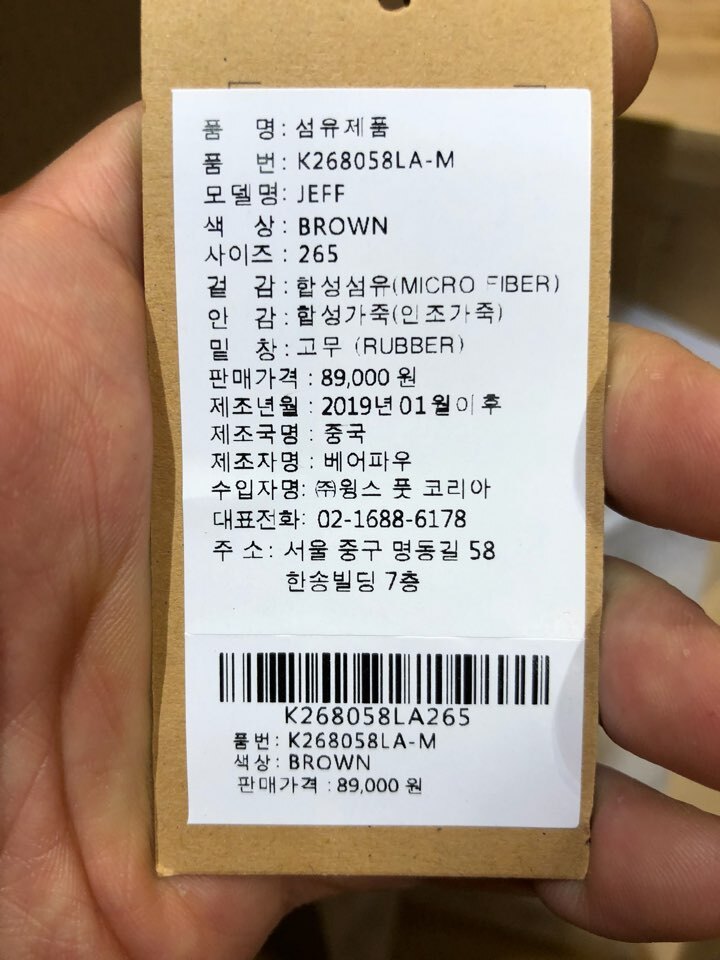 품 명: 섬유제품
품 번: K268058LA-M
모델명: JEFF
색 상: BROWN
사이즈: 265
겉 감: 합성섬유(MICRO FIBER)
안 감: 합성가죽(인조가죽)
밑 창: 고무 (RUBBER)
판매가격 : 89,000 원
제조년월 : 2019년 01월이후
제조국명 : 중국
제조자명 : 베어파우
수입자명: ㈜윙스 풋 코리아
대표전화: 02-1688-6178
주 소: 서울 중구 명동길 58
한송빌딩 7층
K268058LA265
품번: K268058LA-M
색상: BROWN
판매가격 : 89,000 원